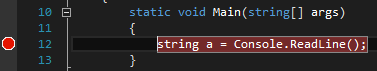 10 static void Main(string[] args)
11 {
12 string a = Console.ReadLine();
13 }